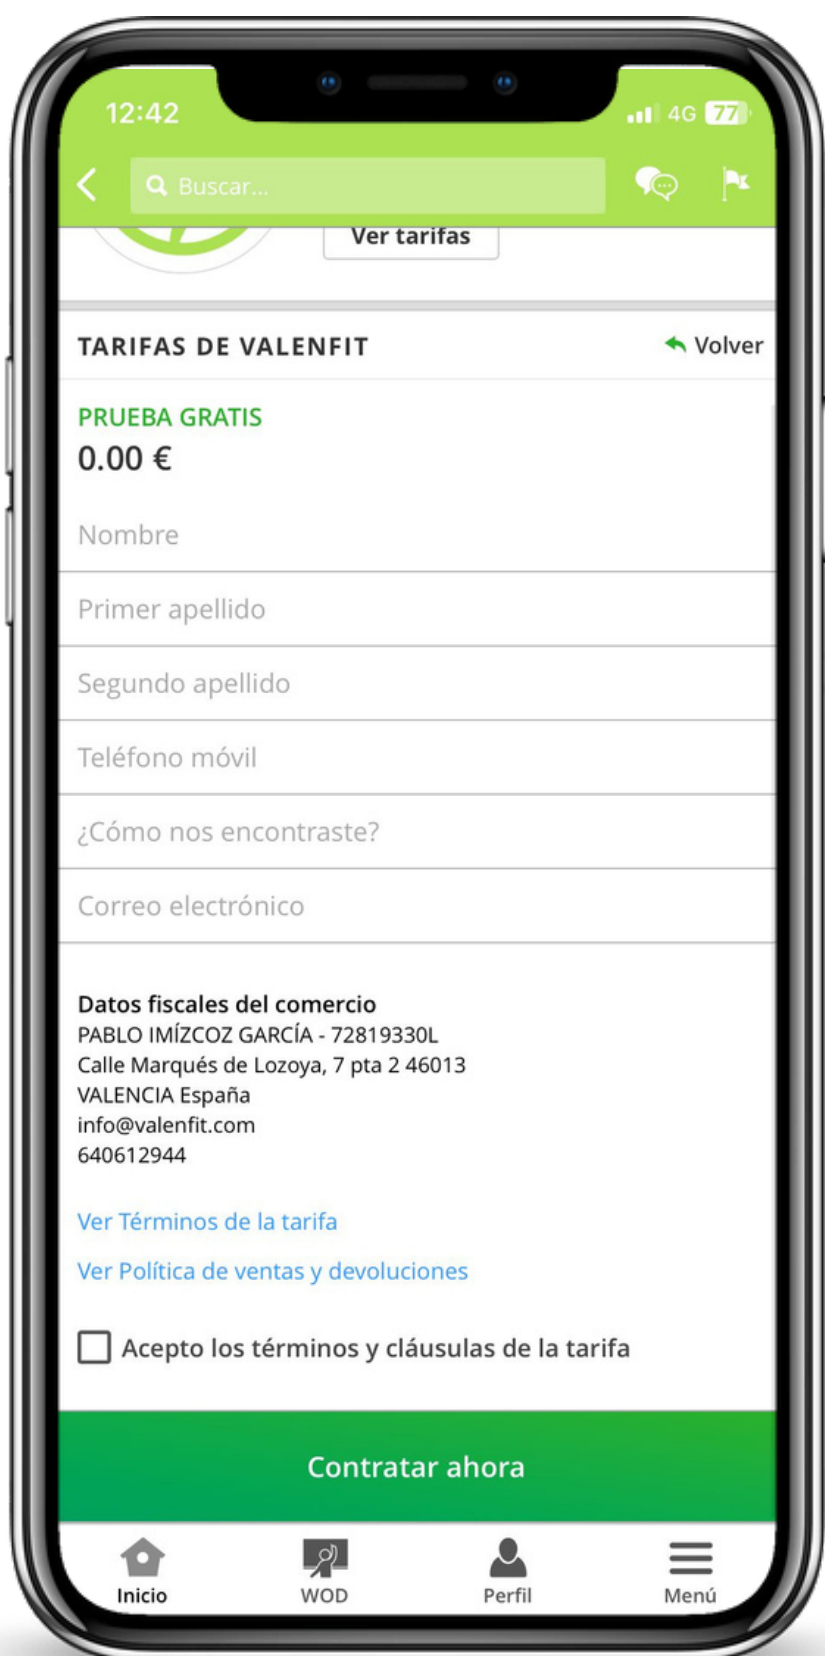 12:42
4G 77
Buscar...
Ver tarifas
TARIFAS DE VALENFIT
Volver
PRUEBA GRATIS
0.00 €
Nombre
Primer apellido
Segundo apellido
Teléfono móvil
¿Cómo nos encontraste?
Correo electrónico
Datos fiscales del comercio
PABLO IMÍZCOZ GARCÍA - 72819330L
Calle Marqués de Lozoya, 7 pta 2 46013
VALENCIA España
info@valenfit.com
640612944
Ver Términos de la tarifa
Ver Política de ventas y devoluciones
Acepto los términos y cláusulas de la tarifa
Contratar ahora
Inicio WOD Perfil Menú